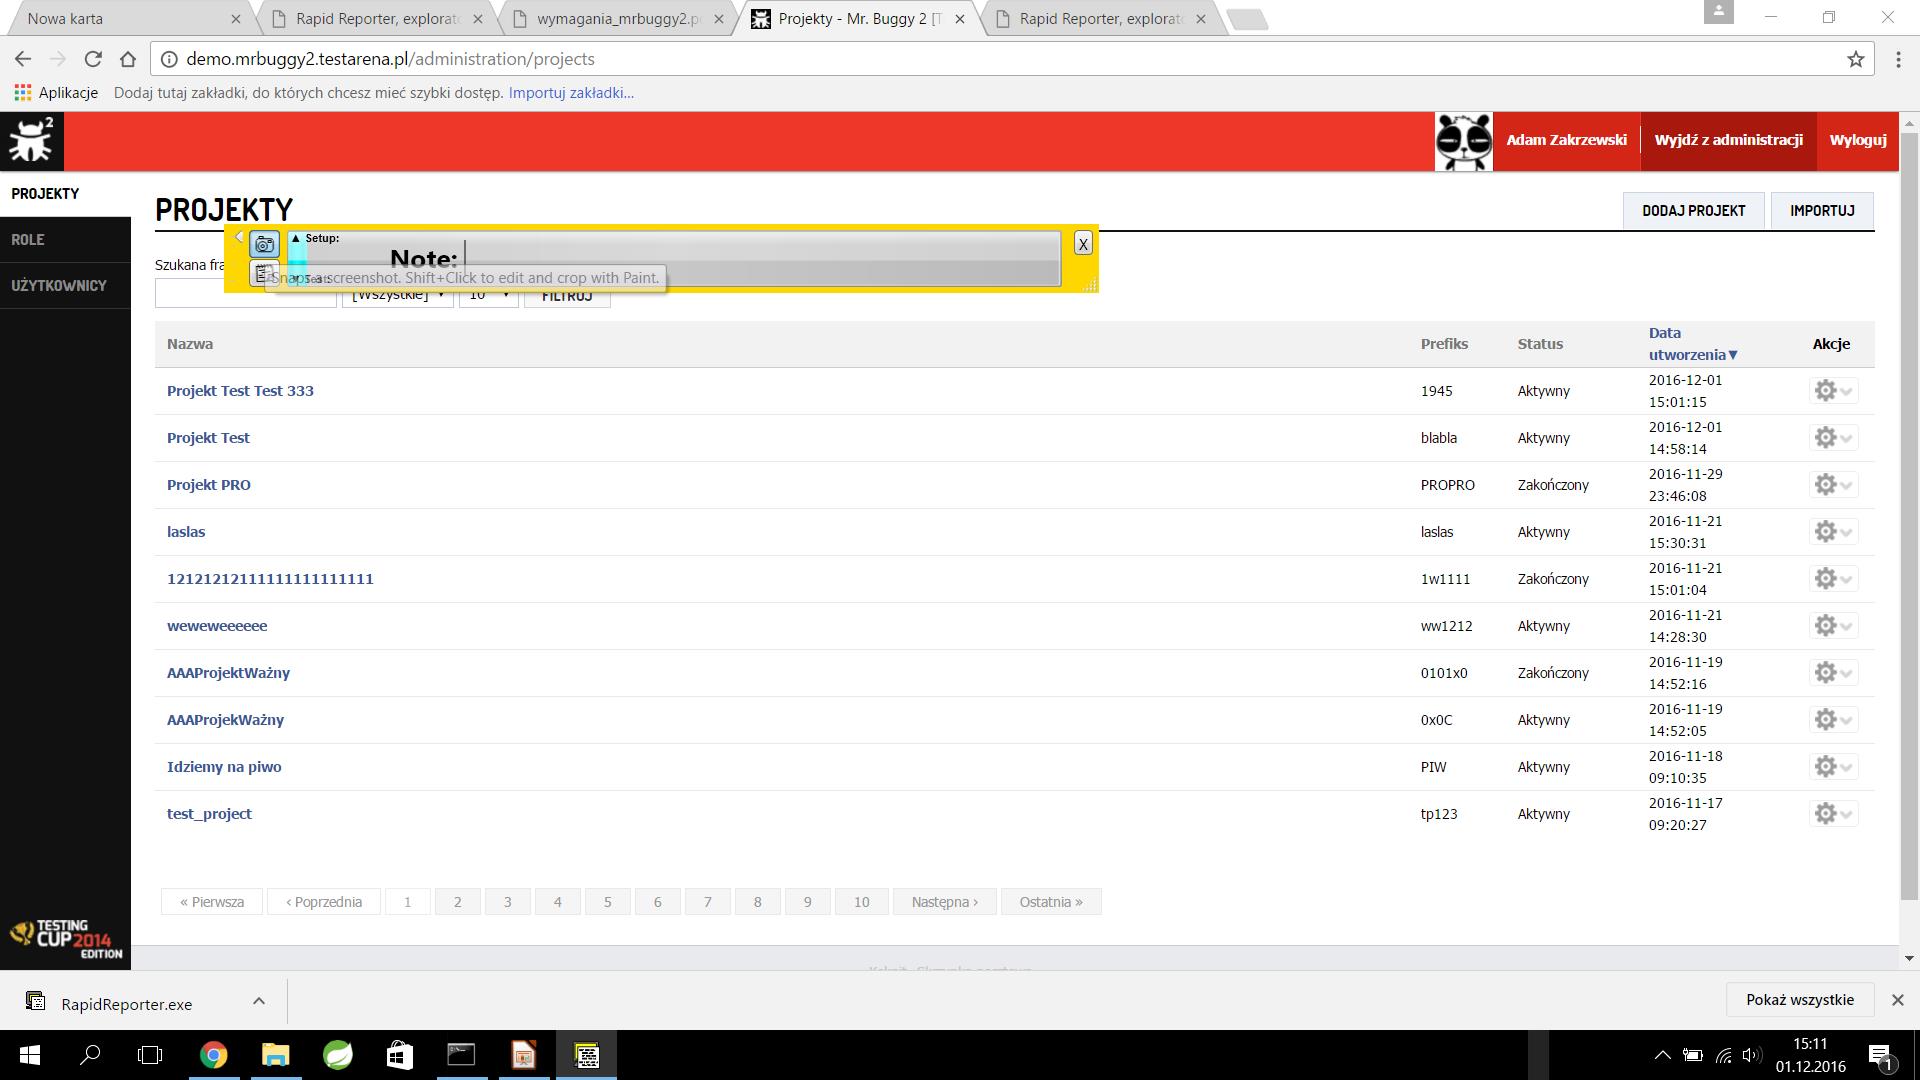 Nowa karta
Rapid Reporter, explorato
wymagania_mrbuggy2.p
Projekty - Mr. Buggy 2 [T
Rapid Reporter, explorato
demo.mrbuggy2.testarena.pl/administration/projects
Aplikacje Dodaj tutaj zakładki, do których chcesz mieć szybki dostęp. Importuj zakładki...
2
Adam Zakrzewski Wyjdź z administracji Wyloguj
PROJEKTY
ROLE
UŻYTKOWNICY
PROJEKTY
DODAJ PROJEKT IMPORTUJ
Szukana fra
Setup:
Note:
X
Snaps a screenshot. Shift+Click to edit and crop with Paint.
[Wszystkie] 10 FILTRUJ
Nazwa Prefiks Status Data utworzenia▼ Akcje
Projekt Test Test 333 1945 Aktywny 2016-12-01 15:01:15
Projekt Test blabla Aktywny 2016-12-01 14:58:14
Projekt PRO PROPRO Zakończony 2016-11-29 23:46:08
laslas laslas Aktywny 2016-11-21 15:30:31
12121212111111111111111 1w1111 Zakończony 2016-11-21 15:01:04
weweweeeeee ww1212 Aktywny 2016-11-21 14:28:30
AAAProjektWażny 0101x0 Zakończony 2016-11-19 14:52:16
AAAProjekWażny 0x0C Aktywny 2016-11-19 14:52:05
Idziemy na piwo PIW Aktywny 2016-11-18 09:10:35
test_project tp123 Aktywny 2016-11-17 09:20:27
« Pierwsza ‹ Poprzednia 1 2 3 4 5 6 7 8 9 10 Następna › Ostatnia »
TESTING
CUP 2014
EDITION
RapidReporter.exe
Pokaż wszystkie
15:11
01.12.2016
1